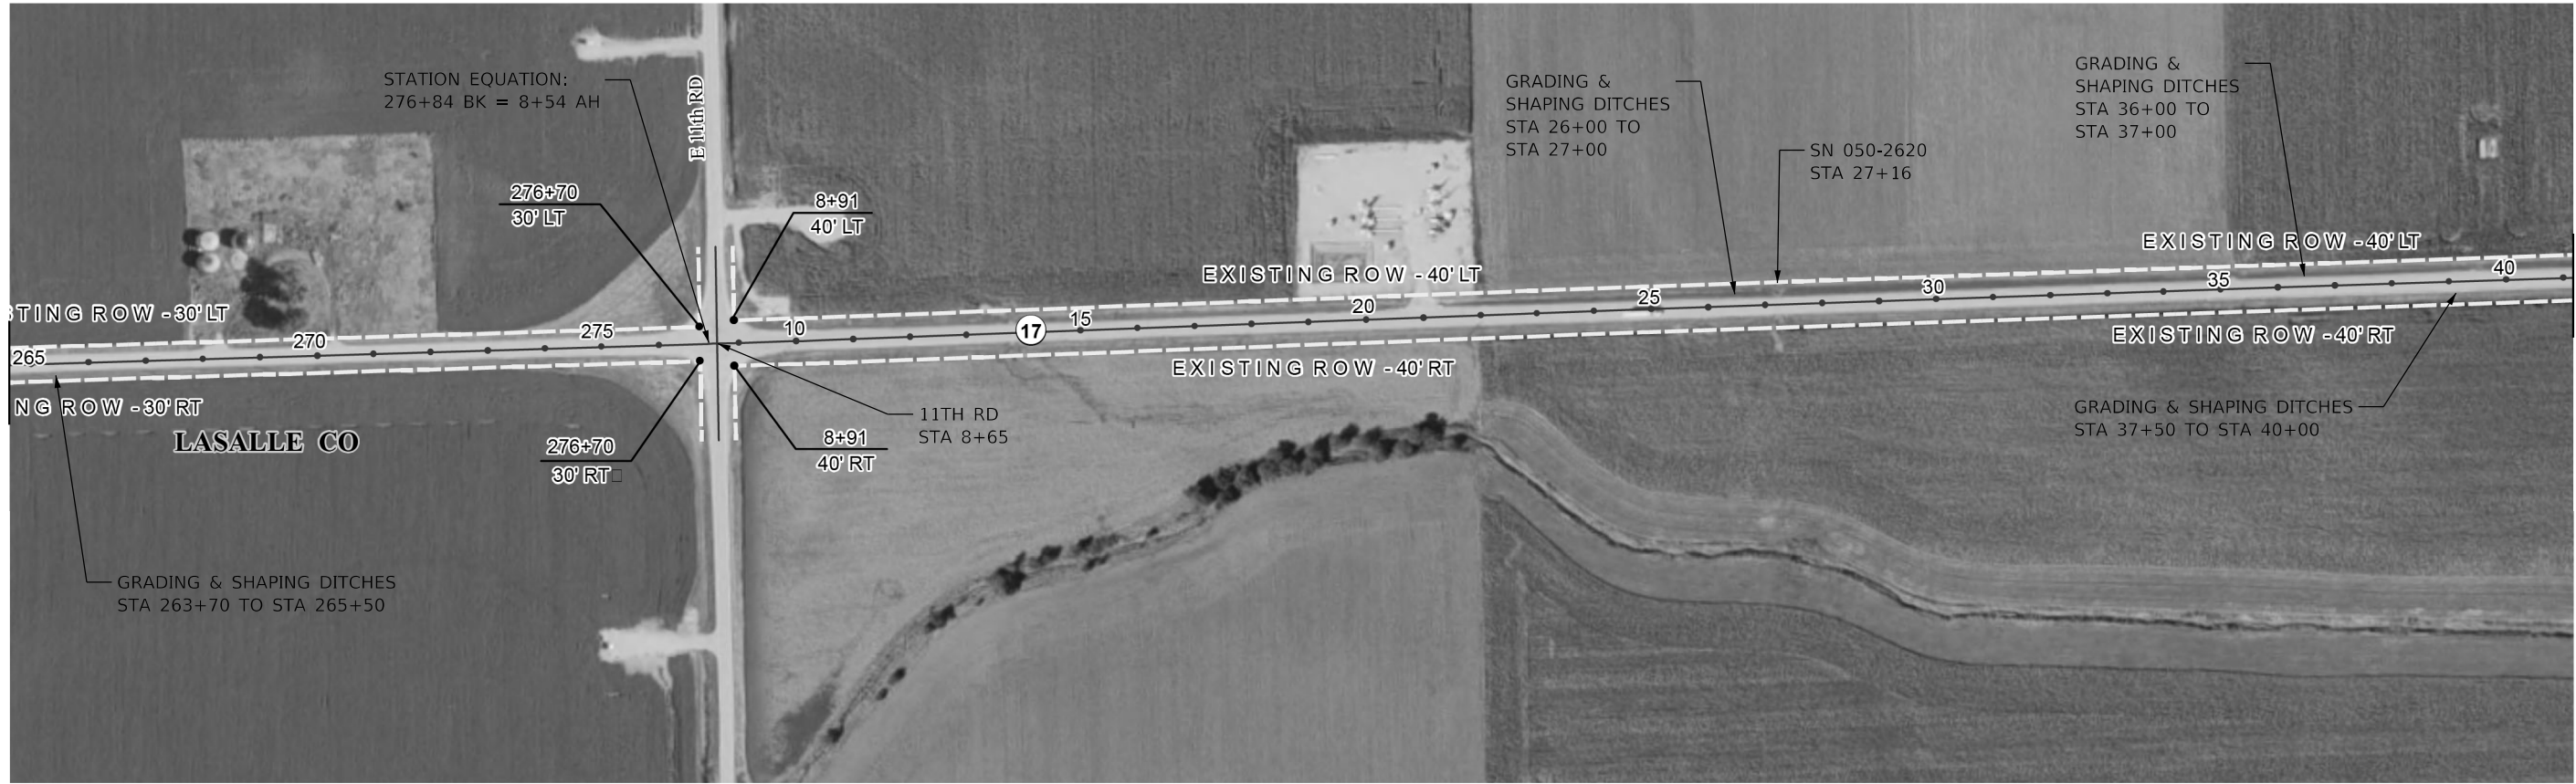 STATION EQUATION:
276+84 BK = 8+54 AH
E 11th RD
276+70
30' LT
8+91
40' LT
GRADING &
SHAPING DITCHES
STA 26+00 TO
STA 27+00
SN 050-2620
STA 27+16
GRADING &
SHAPING DITCHES
STA 36+00 TO
STA 37+00
STING ROW - 30' LT
EXISTING ROW - 40' LT
EXISTING ROW - 40' LT
265
270
275
10
17
15
20
25
30
35
40
NG ROW - 30' RT
EXISTING ROW - 40' RT
EXISTING ROW - 40' RT
LASALLE CO
276+70
30' RT□
11TH RD
STA 8+65
8+91
40' RT
GRADING & SHAPING DITCHES
STA 37+50 TO STA 40+00
GRADING & SHAPING DITCHES
STA 263+70 TO STA 265+50